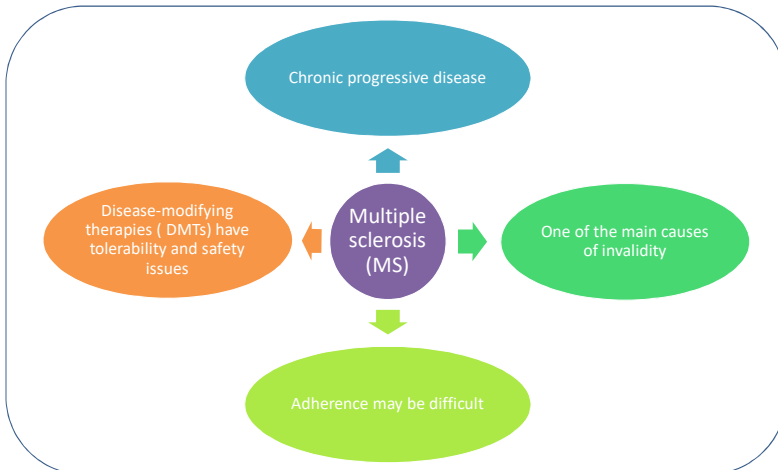 Chronic progressive disease
Disease-modifying
therapies ( DMTs) have
tolerability and safety
issues
Multiple
sclerosis
(MS)
One of the main causes
of invalidity
Adherence may be difficult